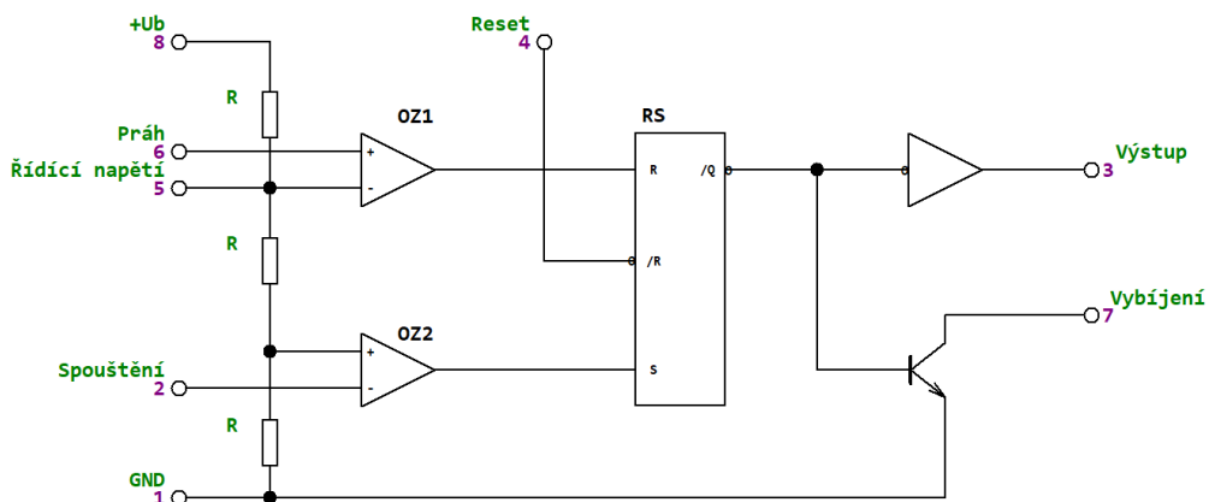 +Ub
8
Reset
4
R
OZ1
RS
Práh
6
+
Řídící napětí
5
-
R
/Q
Výstup
3
R
/R
OZ2
Vybíjení
7
+
Spouštění
2
-
S
R
GND
1